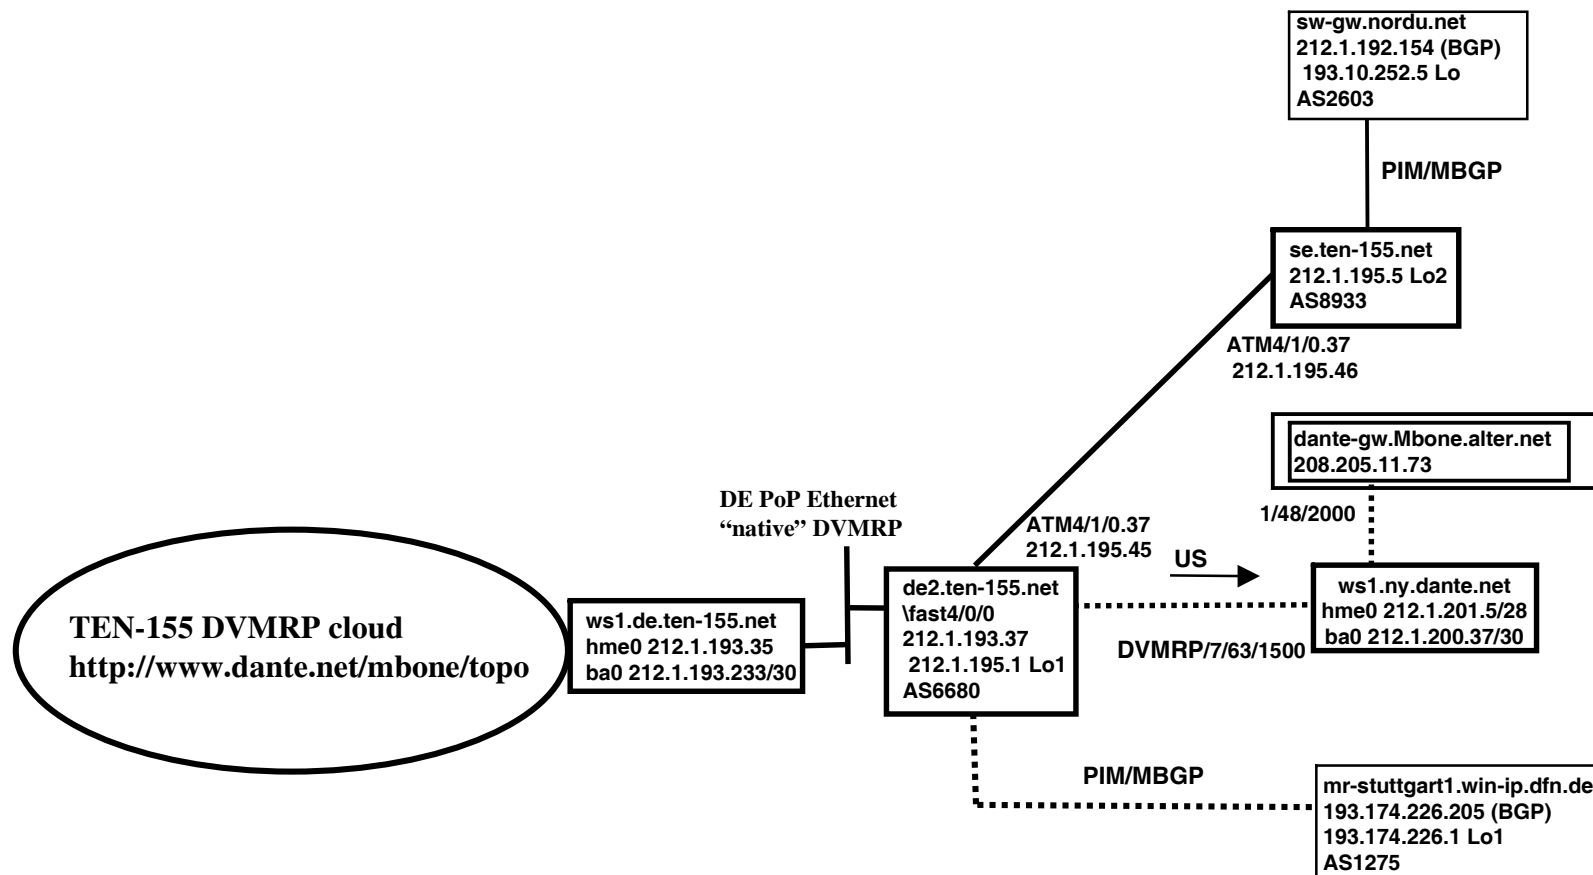 sw-gw.nordu.net
212.1.192.154 (BGP)
193.10.252.5 Lo
AS2603
PIM/MBGP
se.ten-155.net
212.1.195.5 Lo2
AS8933
ATM4/1/0.37
212.1.195.46
dante-gw.Mbone.alter.net
208.205.11.73
1/48/2000
DE PoP Ethernet
“native” DVMRP
ATM4/1/0.37
212.1.195.45
US
TEN-155 DVMRP cloud
http://www.dante.net/mbone/topo
ws1.de.ten-155.net
hme0 212.1.193.35
ba0 212.1.193.233/30
de2.ten-155.net
\fast4/0/0
212.1.193.37
212.1.195.1 Lo1
AS6680
DVMRP/7/63/1500
ws1.ny.dante.net
hme0 212.1.201.5/28
ba0 212.1.200.37/30
PIM/MBGP
mr-stuttgart1.win-ip.dfn.de
193.174.226.205 (BGP)
193.174.226.1 Lo1
AS1275